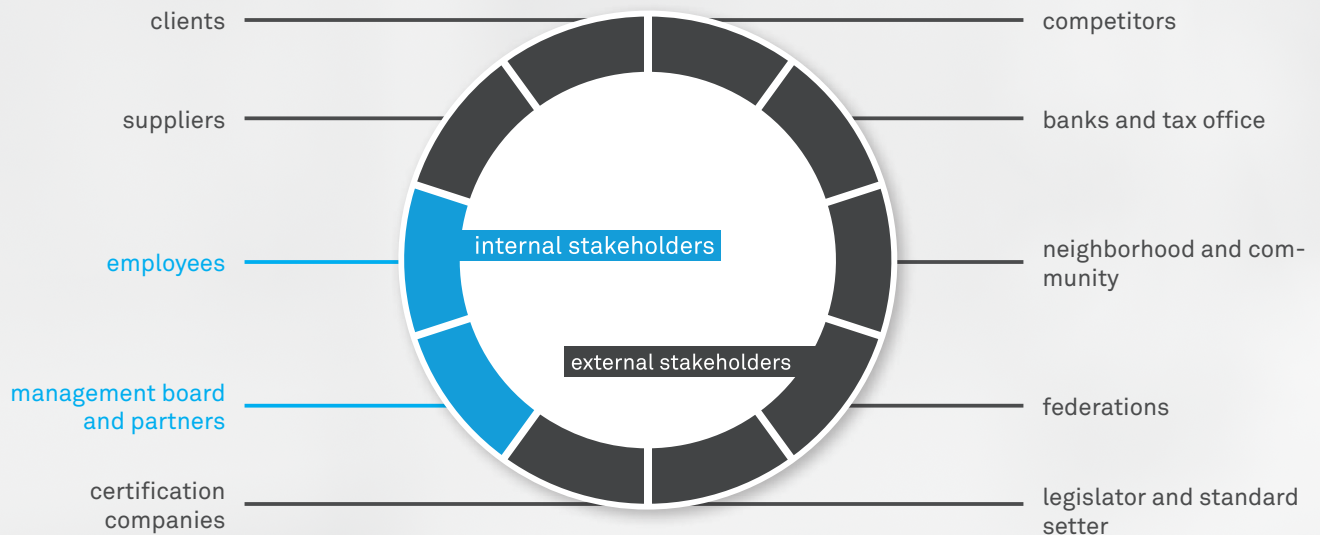 clients
suppliers
employees
management board
and partners
certification
companies
internal stakeholders
external stakeholders
competitors
banks and tax office
neighborhood and com-
munity
federations
legislator and standard
setter